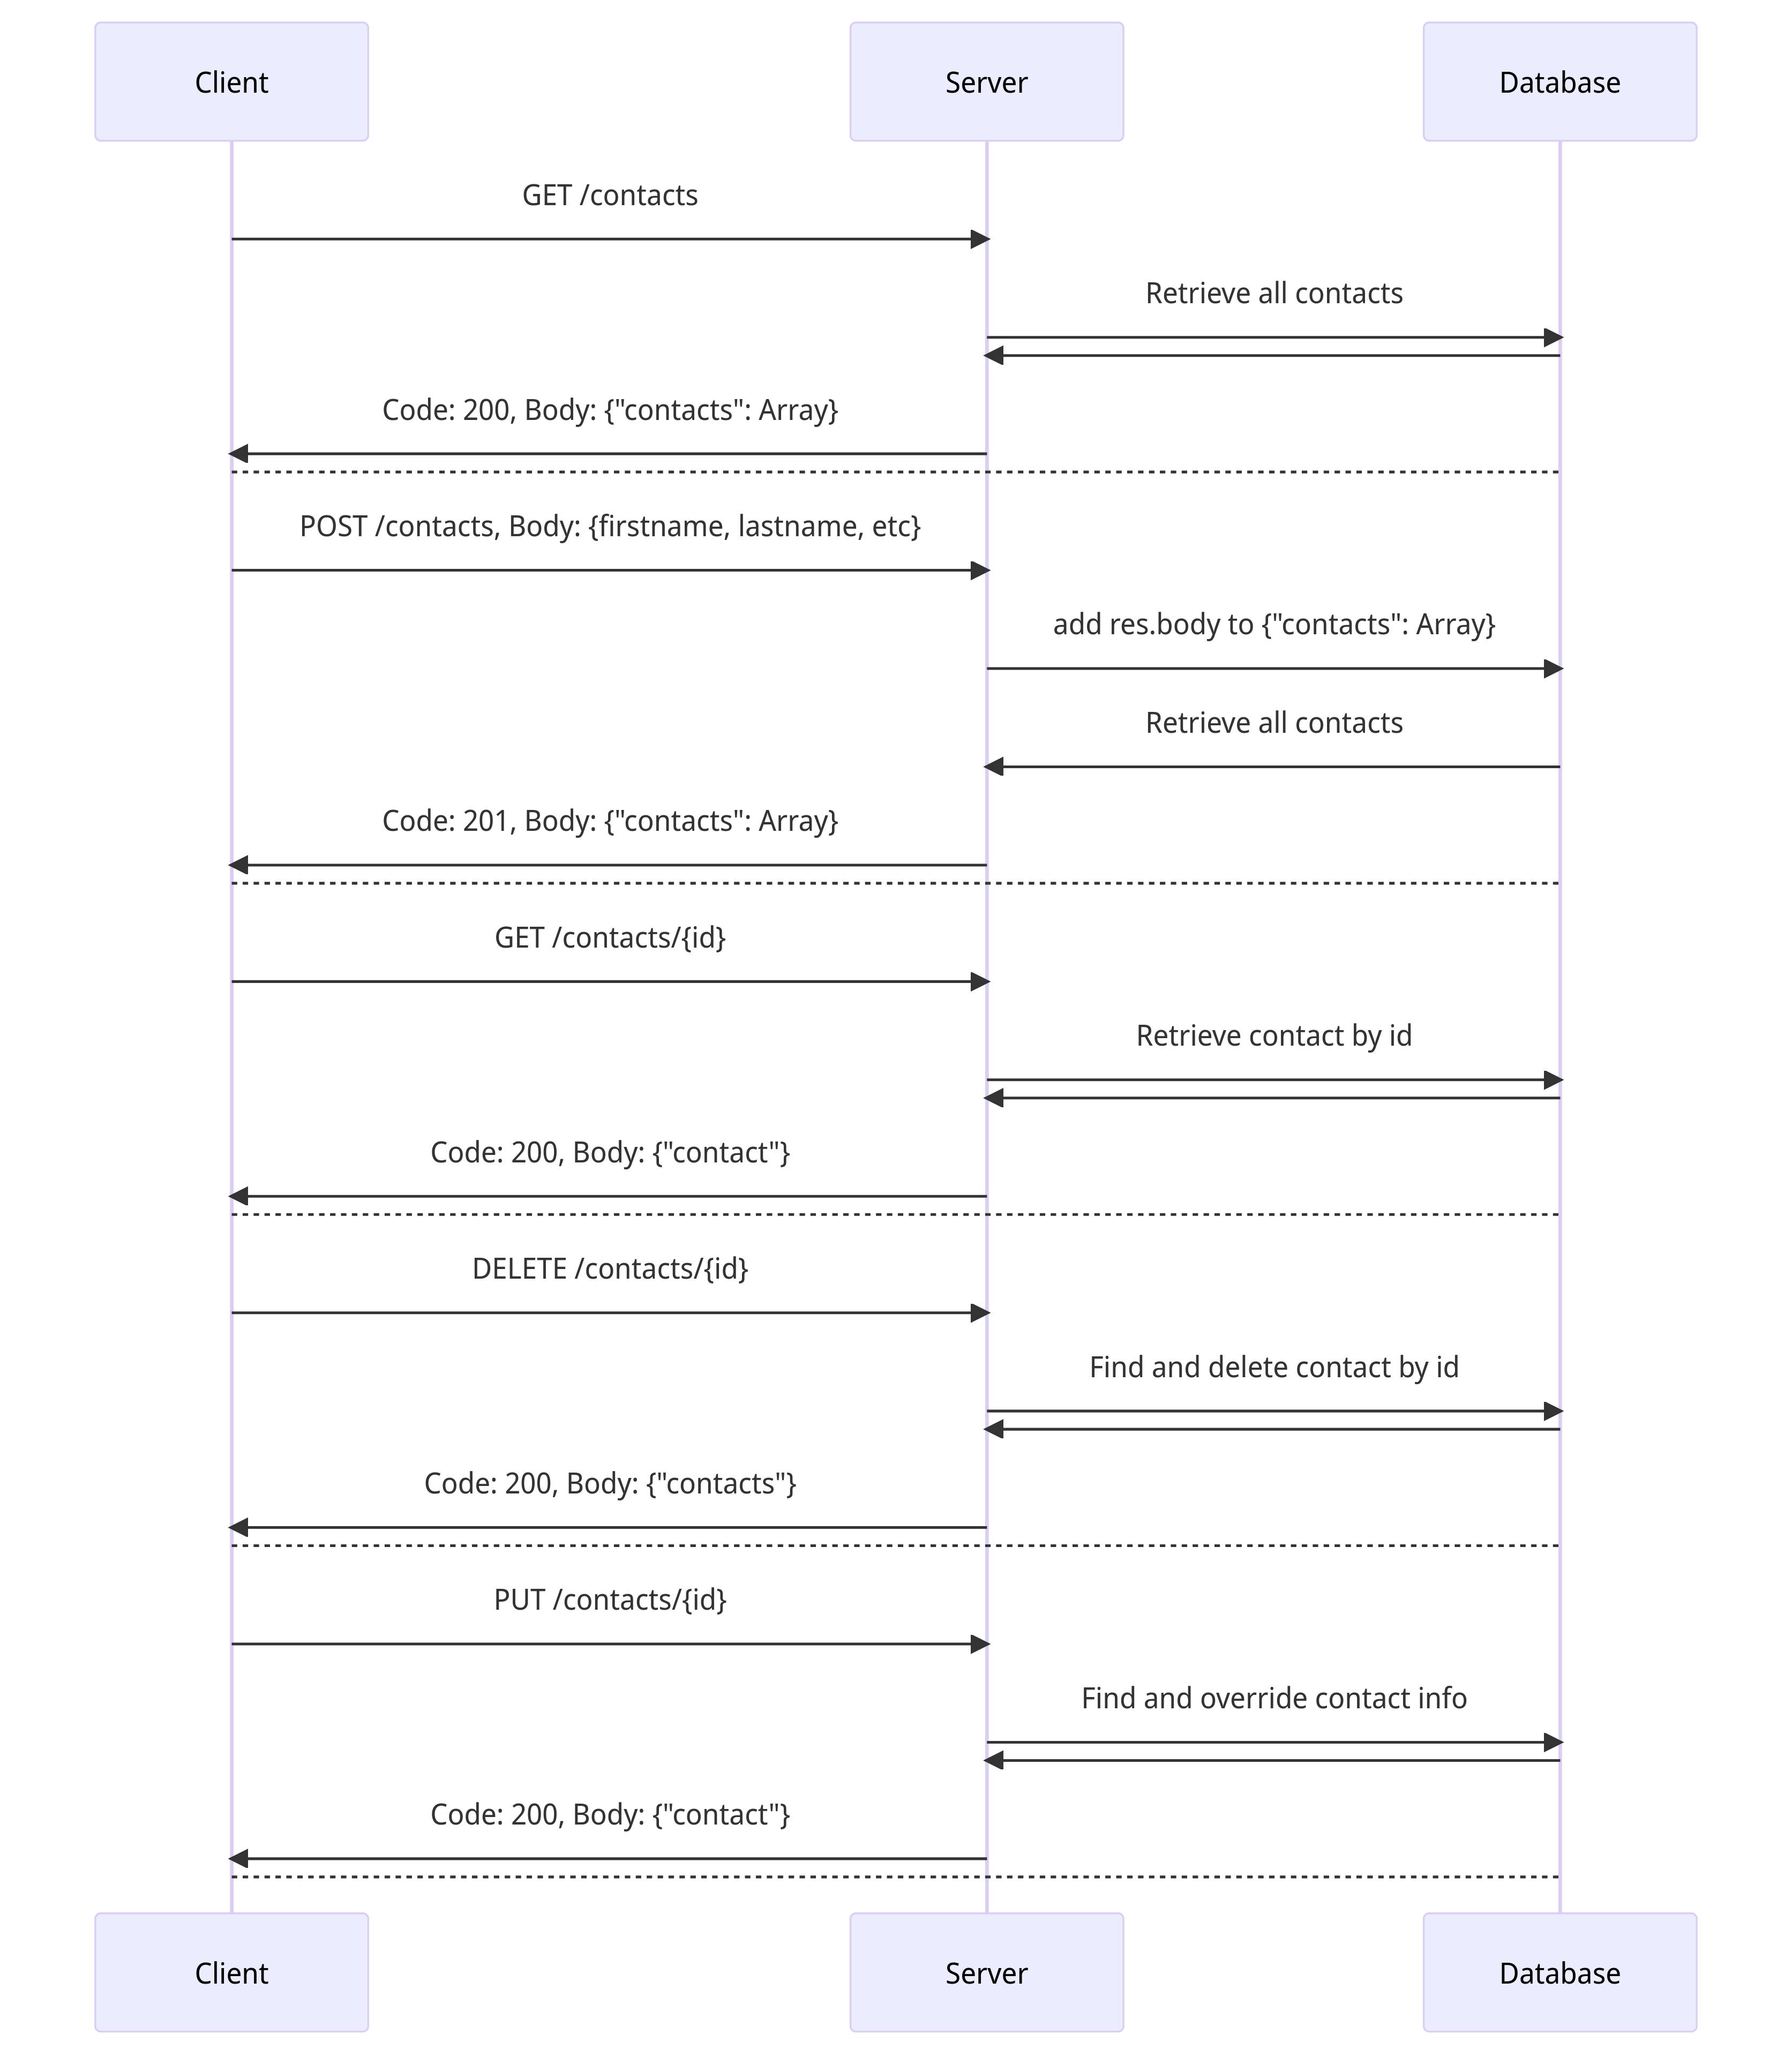 Client
Server
Database
GET /contacts
Retrieve all contacts
Code: 200, Body: {"contacts": Array}
POST /contacts, Body: {firstname, lastname, etc}
add res.body to {"contacts": Array}
Retrieve all contacts
Code: 201, Body: {"contacts": Array}
GET /contacts/{id}
Retrieve contact by id
Code: 200, Body: {"contact"}
DELETE /contacts/{id}
Find and delete contact by id
Code: 200, Body: {"contacts"}
PUT /contacts/{id}
Find and override contact info
Code: 200, Body: {"contact"}
Client
Server
Database